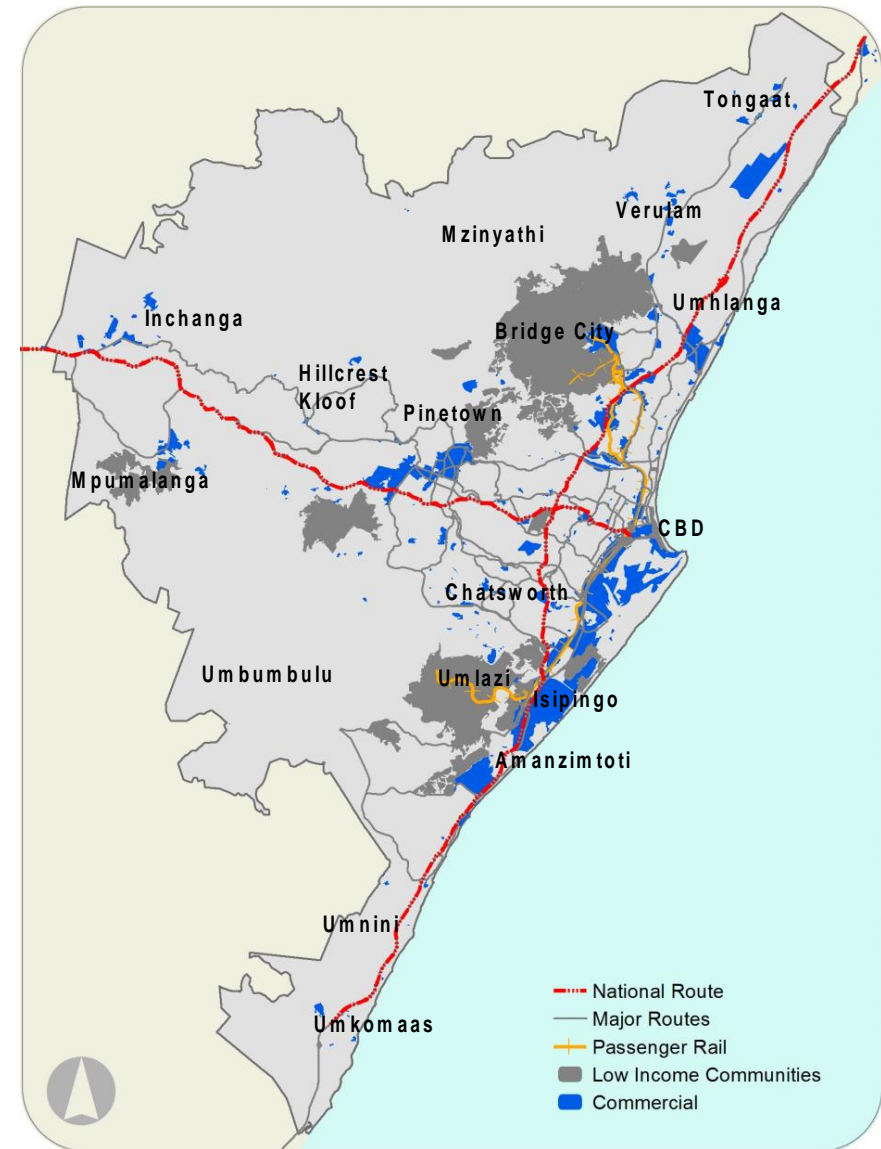 Tongaat
Verulam
Mzinyathi
Umhlanga
Inchanga
Bridge City
Hillcrest
Kloof
Pinetown
Mpumalanga
CBD
Chatsworth
Umbumbulu
Umlazi
Isipingo
Amanzimtoti
Umnini
Umkomaas
National Route
Major Routes
Passenger Rail
Low Income Communities
Commercial